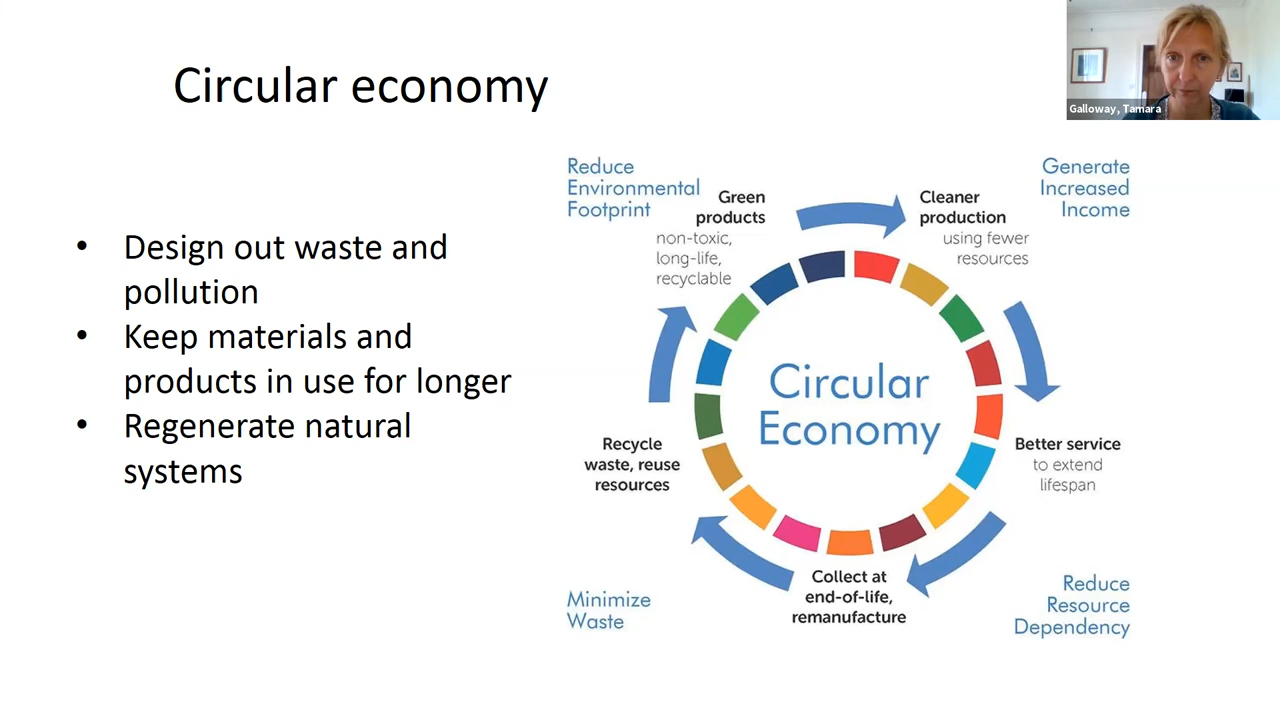 Circular economy
Galloway, Tamara
• Design out waste and
pollution
• Keep materials and
products in use for longer
• Regenerate natural
systems
Reduce
Environmental
Footprint
Generate
Increased
Income
Green
products
non-toxic,
long-life,
recyclable
Cleaner
production
using fewer
resources
Circular
Economy
Better service
to extend
lifespan
Recycle
waste, reuse
resources
Collect at
end-of-life,
remanufacture
Minimize
Waste
Reduce
Resource
Dependency